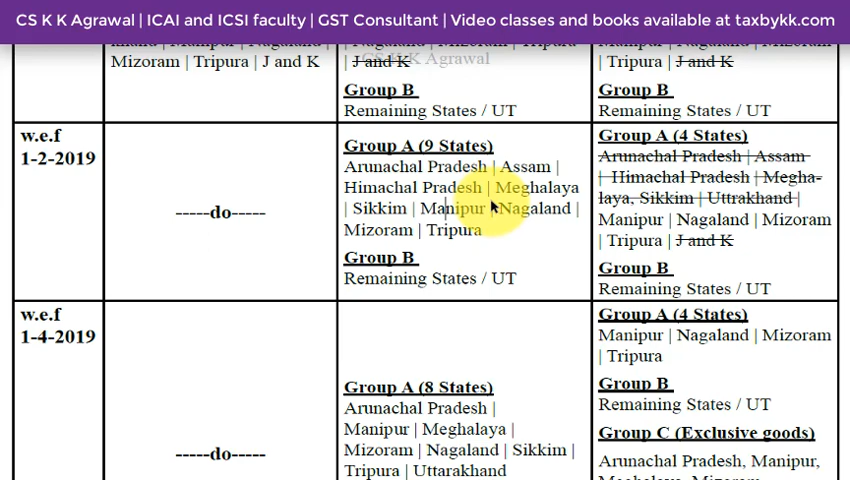 CS K K Agrawal | ICAI and ICSI faculty | GST Consultant | Video classes and books available at taxbykk.com
Mizoram | Tripura | J and K
| J and K
CS K K Agrawal
Group B
Remaining States / UT
| Tripura | J and K
Group B
Remaining States / UT
w.e.f
1-2-2019
-----do-----
Group A (9 States)
Arunachal Pradesh | Assam |
Himachal Pradesh | Meghalaya
| Sikkim | Manipur | Nagaland |
Mizoram | Tripura
Group B
Remaining States / UT
Group A (4 States)
Arunachal Pradesh | Assam
| Himachal Pradesh | Megha-
laya, Sikkim | Uttrakhand |
Manipur | Nagaland | Mizoram
| Tripura | J and K
Group B
Remaining States / UT
w.e.f
1-4-2019
-----do-----
Group A (8 States)
Arunachal Pradesh |
Manipur | Meghalaya |
Mizoram | Nagaland | Sikkim |
Tripura | Uttarakhand
Group A (4 States)
Manipur | Nagaland | Mizoram
| Tripura
Group B
Remaining States / UT
Group C (Exclusive goods)
Arunachal Pradesh, Manipur,